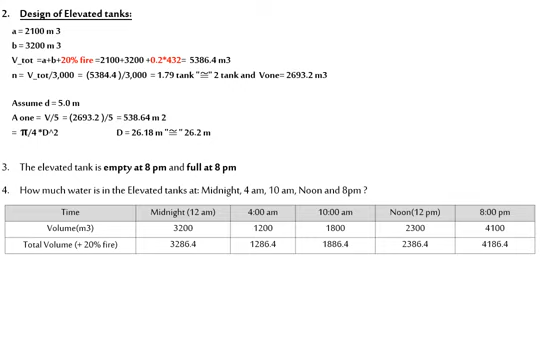 2. Design of Elevated tanks:
a = 2100 m 3
b = 3200 m 3
V_tot =a+b+20% fire =2100+3200 +0.2*432= 5386.4 m3
n = V_tot/3,000 = (5384.4 )/3,000 = 1.79 tank "≅" 2 tank and Vone= 2693.2 m3
Assume d = 5.0 m
A one = V/5 = (2693.2 )/5 = 538.64 m 2
= π/4 *D^2 D = 26.18 m "≅" 26.2 m
3. The elevated tank is empty at 8 pm and full at 8 pm
4. How much water is in the Elevated tanks at: Midnight, 4 am, 10 am, Noon and 8pm ?
Time Midnight (12 am) 4:00 am 10:00 am Noon(12 pm) 8:00 pm
Volume(m3) 3200 1200 1800 2300 4100
Total Volume (+ 20% fire) 3286.4 1286.4 1886.4 2386.4 4186.4